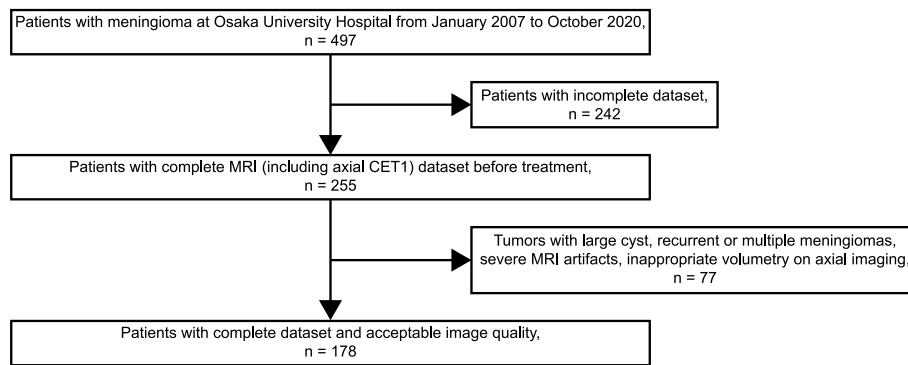 Patients with meningioma at Osaka University Hospital from January 2007 to October 2020,
n = 497
Patients with incomplete dataset,
n = 242
Patients with complete MRI (including axial CET1) dataset before treatment,
n = 255
Tumors with large cyst, recurrent or multiple meningiomas,
severe MRI artifacts, inappropriate volumetry on axial imaging,
n = 77
Patients with complete dataset and acceptable image quality,
n = 178